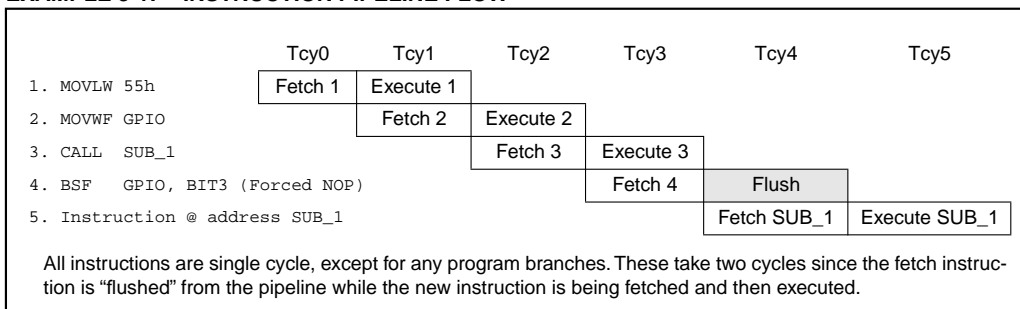 Tcy0 Tcy1 Tcy2 Tcy3 Tcy4 Tcy5
1. MOVLW 55h Fetch 1 Execute 1
2. MOVWF GPIO Fetch 2 Execute 2
3. CALL SUB_1 Fetch 3 Execute 3
4. BSF GPIO, BIT3 (Forced NOP) Fetch 4 Flush
5. Instruction @ address SUB_1 Fetch SUB_1 Execute SUB_1
All instructions are single cycle, except for any program branches. These take two cycles since the fetch instruc-
tion is “flushed” from the pipeline while the new instruction is being fetched and then executed.